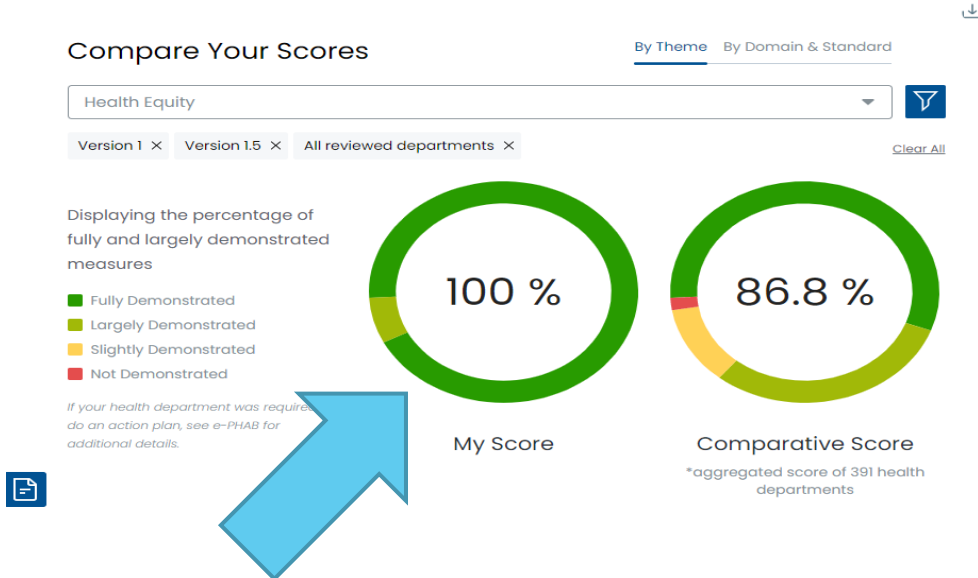 Compare Your Scores
By Theme
By Domain & Standard
Health Equity
Version 1 ×
Version 1.5 ×
All reviewed departments ×
Clear All
Displaying the percentage of
fully and largely demonstrated
measures
Fully Demonstrated
Largely Demonstrated
Slightly Demonstrated
Not Demonstrated
If your health department was
do an action plan, see e-PHAB for
additional details.
100 %
My Score
86.8 %
Comparative Score
*aggregated score of 391 health
departments